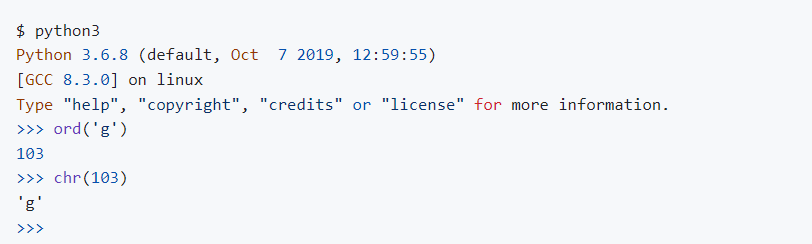 $ python3
Python 3.6.8 (default, Oct  7 2019, 12:59:55)
[GCC 8.3.0] on linux
Type "help", "copyright", "credits" or "license" for more information.
>>> ord('g')
103
>>> chr(103)
'g'
>>>